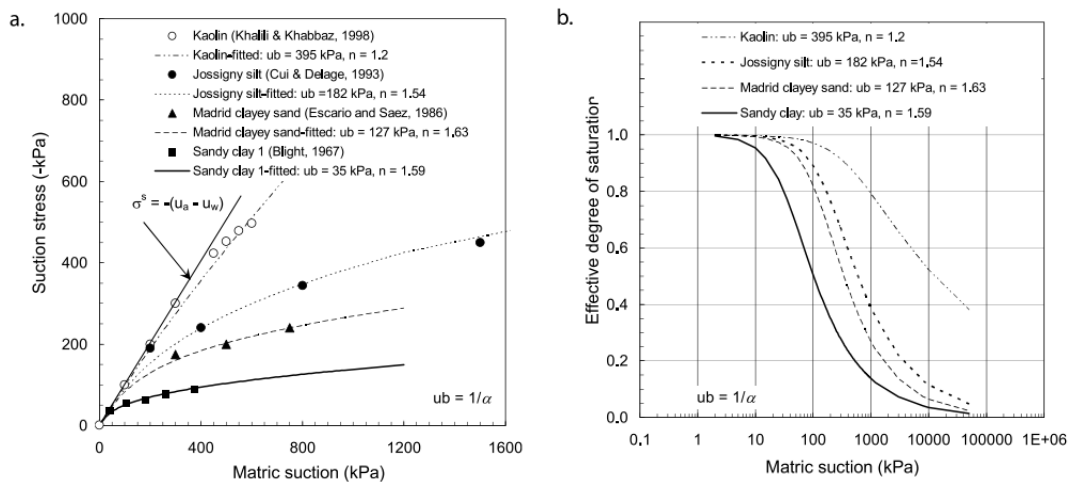 a.
Suction stress (-kPa)
1000
800
600
400
200
0
0 400 800 1200 1600
Matric suction (kPa)
Kaolin (Khalili & Khabbaz, 1998)
Kaolin-fitted: ub = 395 kPa, n = 1.2
Jossigny silt (Cui & Delage, 1993)
Jossigny silt-fitted: ub =182 kPa, n = 1.54
Madrid clayey sand (Escario and Saez, 1986)
Madrid clayey sand-fitted: ub = 127 kPa, n = 1.63
Sandy clay 1 (Blight, 1967)
Sandy clay 1-fitted: ub = 35 kPa, n = 1.59
σˢ = -(uₐ - u_w)
ub = 1/α
b.
Effective degree of saturation
1.0
0.8
0.6
0.4
0.2
0.0
0,1 1 10 100 1000 10000 100000 1E+06
Matric suction (kPa)
Kaolin: ub = 395 kPa, n = 1.2
Jossigny silt: ub = 182 kPa, n =1.54
Madrid clayey sand: ub = 127 kPa, n = 1.63
Sandy clay: ub = 35 kPa, n = 1.59
ub = 1/α